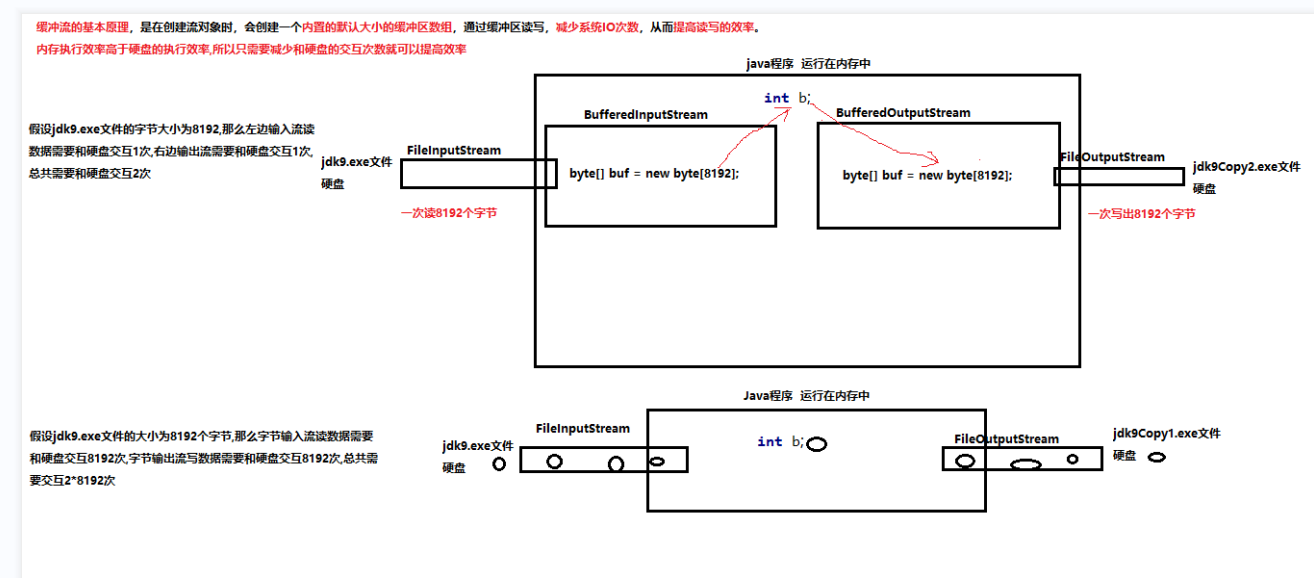 缓冲流的基本原理，是在创建流对象时，会创建一个内置的默认大小的缓冲区数组，通过缓冲区读写，减少系统IO次数，从而提高读写的效率。
内存执行效率高于硬盘的执行效率,所以只需要减少和硬盘的交互次数就可以提高效率
java程序 运行在内存中
int b;
BufferedInputStream
BufferedOutputStream
假设jdk9.exe文件的字节大小为8192,那么左边输入流读
数据需要和硬盘交互1次,右边输出流需要和硬盘交互1次,
总共需要和硬盘交互2次
FileInputStream
jdk9.exe文件
硬盘
byte[] buf = new byte[8192];
byte[] buf = new byte[8192];
FileOutputStream
jdk9Copy2.exe文件
硬盘
一次读8192个字节
一次写出8192个字节
Java程序 运行在内存中
假设jdk9.exe文件的大小为8192个字节,那么字节输入流读数据需要
和硬盘交互8192次,字节输出流写数据需要和硬盘交互8192次,总共需
要交互2*8192次
FileInputStream
jdk9.exe文件
硬盘
int b;
FileOutputStream
jdk9Copy1.exe文件
硬盘